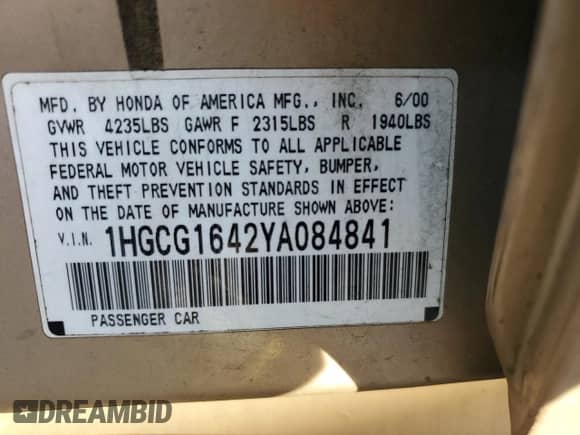 MFD. BY HONDA OF AMERICA MFG., INC. 6/00
GVWR 4235LBS GAWR F 2315LBS R 1940LBS
THIS VEHICLE CONFORMS TO ALL APPLICABLE
FEDERAL MOTOR VEHICLE SAFETY, BUMPER,
AND THEFT PREVENTION STANDARDS IN EFFECT
ON THE DATE OF MANUFACTURE SHOWN ABOVE:
V.I.N. 1HGCG1642YA084841
PASSENGER CAR
DREAMBID